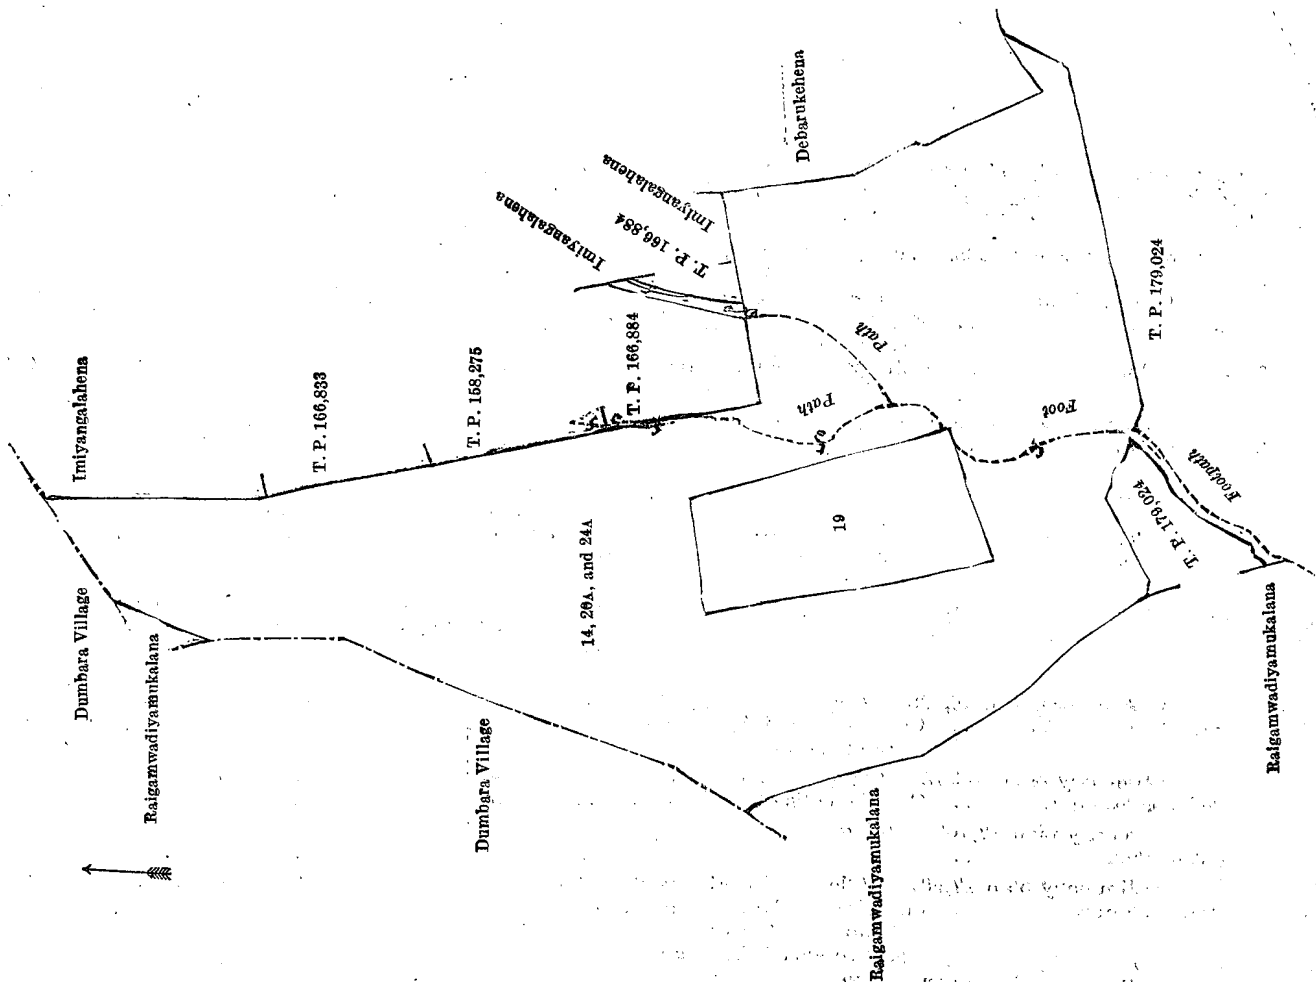 Debarukehena
Imiyangalahena
T. P. 166,884
Imiyangalahena
T. P. 179,024
Imiyangalahena
T. P. 166,833
T. P. 158,275
T. P. 166,884
Path
Path
Foot
Footpath
T. P. 179,024
19
14, 20A, and 24A
Dumbara Village
Raigamwadiyamukalana
Dumbara Village
Raigamwadiyamukalana
Raigamwadiyamukalana